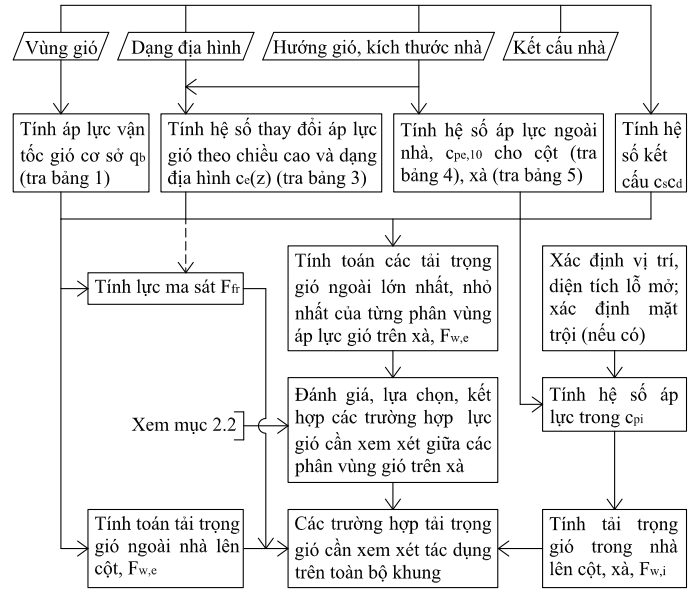 Vùng gió
Dạng địa hình
Hướng gió, kích thước nhà
Kết cấu nhà
Tính áp lực vận
tốc gió cơ sở qb
(tra bảng 1)
Tính hệ số thay đổi áp lực
gió theo chiều cao và dạng
địa hình ce(z) (tra bảng 3)
Tính hệ số áp lực ngoài
nhà, cpe,10 cho cột (tra
bảng 4), xà (tra bảng 5)
Tính hệ
số kết
cấu cscd
Tính lực ma sát Ffr
Tính toán các tải trọng
gió ngoài lớn nhất, nhỏ
nhất của từng phân vùng
áp lực gió trên xà, Fw,e
Xác định vị trí,
diện tích lỗ mở;
xác định mặt
trội (nếu có)
Xem mục 2.2
Đánh giá, lựa chọn, kết
hợp các trường hợp lực
gió cần xem xét giữa các
phân vùng gió trên xà
Tính hệ số áp
lực trong cpi
Tính toán tải trọng
gió ngoài nhà lên
cột, Fw,e
Các trường hợp tải trọng
gió cần xem xét tác dụng
trên toàn bộ khung
Tính tải trọng
gió trong nhà
lên cột, xà, Fw,i